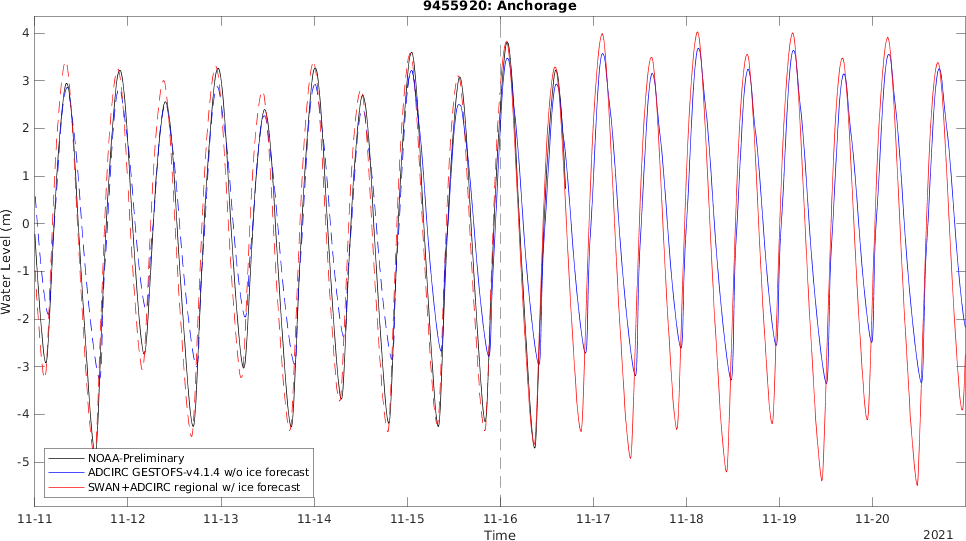 9455920: Anchorage
4
3
2
1
0
-1
-2
-3
-4
-5
Water Level (m)
NOAA-Preliminary
ADCIRC GESTOFS-v4.1.4 w/o ice forecast
SWAN+ADCIRC regional w/ ice forecast
11-11 11-12 11-13 11-14 11-15 11-16 11-17 11-18 11-19 11-20
Time
2021